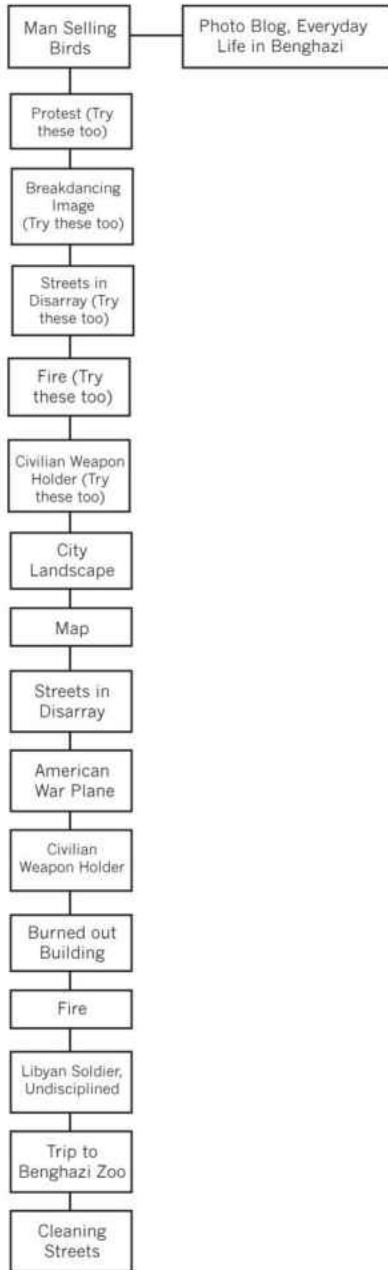 Man Selling
Birds
Photo Blog, Everyday
Life in Benghazi
Protest (Try
these too)
Breakdancing
Image
(Try these too)
Streets in
Disarray (Try
these too)
Fire (Try
these too)
Civilian Weapon
Holder (Try
these too)
City
Landscape
Map
Streets in
Disarray
American
War Plane
Civilian
Weapon Holder
Burned out
Building
Fire
Libyan Soldier,
Undisciplined
Trip to
Benghazi Zoo
Cleaning
Streets